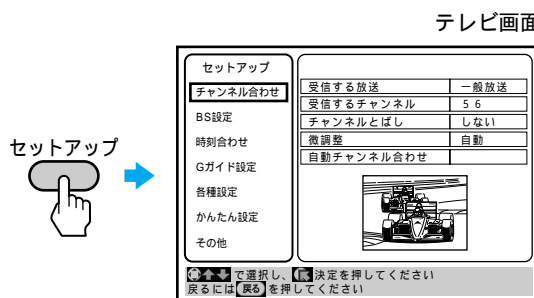 テレビ画面
セットアップ
セットアップ
チャンネル合わせ
BS設定
時刻合わせ
Gガイド設定
各種設定
かんたん設定
その他
受信する放送 一般放送
受信するチャンネル 56
チャンネルとばし しない
微調整 自動
自動チャンネル合わせ
で選択し、 決定を押してください
戻るには 戻る を押してください